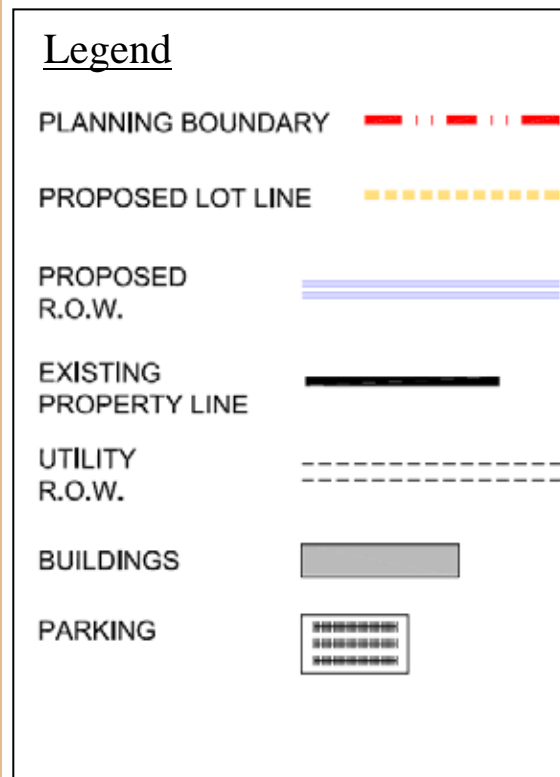 Legend
PLANNING BOUNDARY
PROPOSED LOT LINE
PROPOSED
R.O.W.
EXISTING
PROPERTY LINE
UTILITY
R.O.W.
BUILDINGS
PARKING